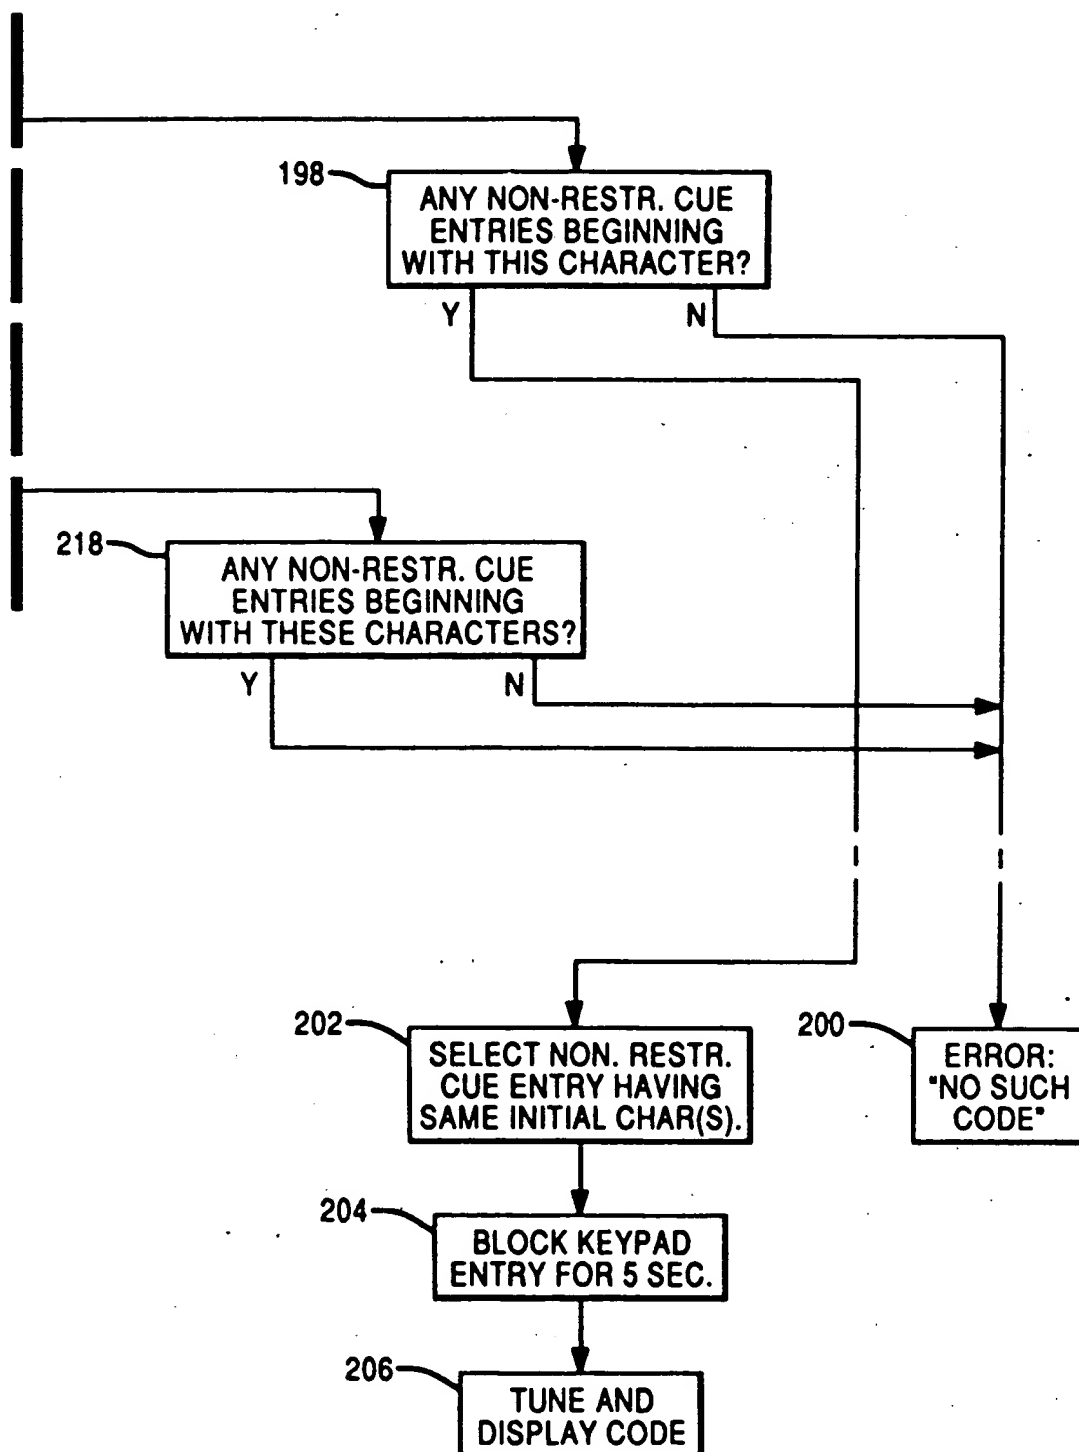 198
ANY NON-RESTR. CUE
ENTRIES BEGINNING
WITH THIS CHARACTER?
Y
N
218
ANY NON-RESTR. CUE
ENTRIES BEGINNING
WITH THESE CHARACTERS?
Y
N
202
SELECT NON. RESTR.
CUE ENTRY HAVING
SAME INITIAL CHAR(S).
200
ERROR:
"NO SUCH
CODE"
204
BLOCK KEYPAD
ENTRY FOR 5 SEC.
206
TUNE AND
DISPLAY CODE